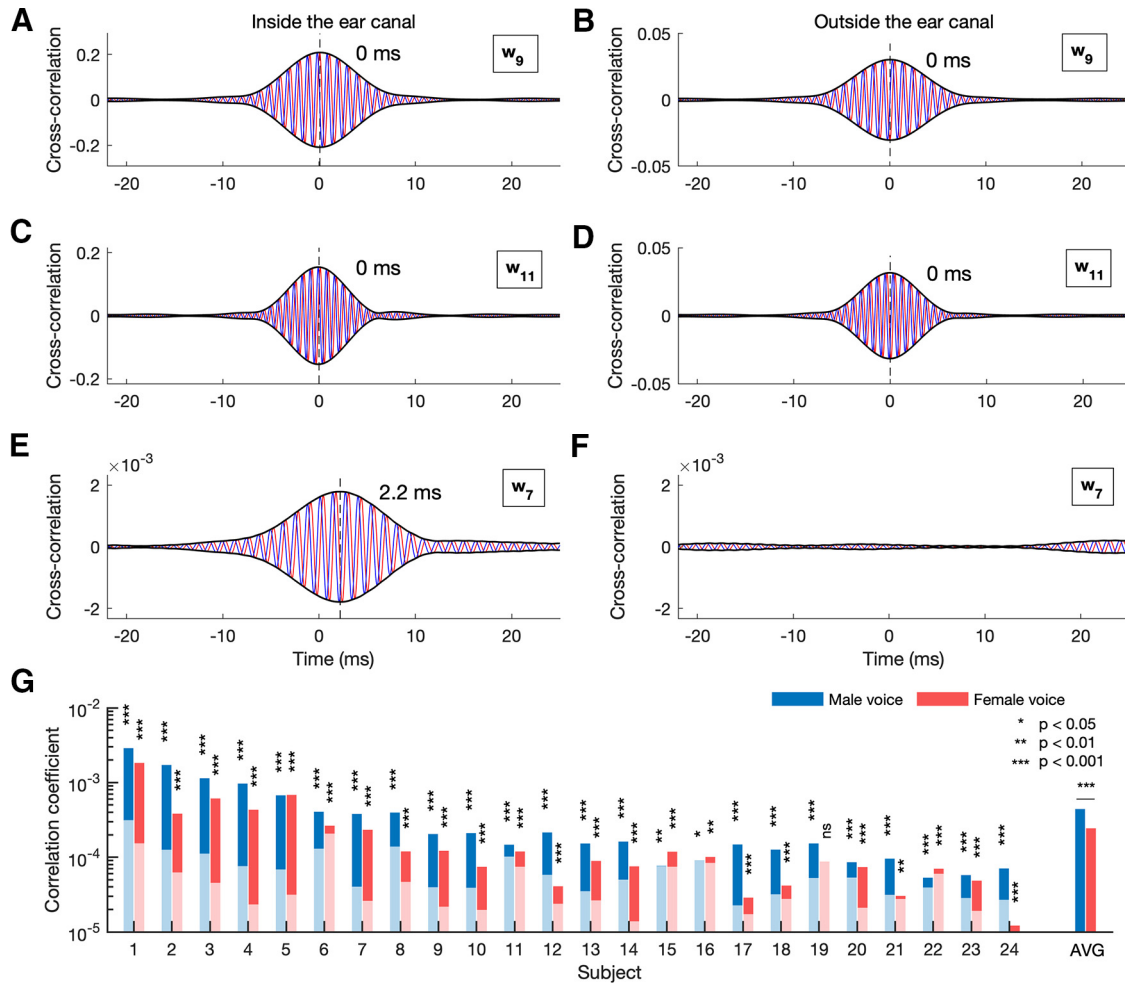 A Inside the ear canal
B Outside the ear canal
Cross-correlation
0.2
0
-0.2
0 ms
w9
-20 -10 0 10 20
Cross-correlation
0.05
0
-0.05
0 ms
w9
-20 -10 0 10 20
C
Cross-correlation
0.2
0
-0.2
0 ms
w11
-20 -10 0 10 20
D
Cross-correlation
0.05
0
-0.05
0 ms
w11
-20 -10 0 10 20
E
×10-3
Cross-correlation
2
0
-2
2.2 ms
w7
-20 -10 0 10 20
Time (ms)
F
×10-3
Cross-correlation
2
0
-2
w7
-20 -10 0 10 20
Time (ms)
G
Correlation coefficient
10-2
10-3
10-4
10-5
Male voice Female voice
* p < 0.05
** p < 0.01
*** p < 0.001
*** *** *** *** *** *** *** *** *** *** *** *** *** *** *** *** *** *** *** *** *** *** *** *** *** *** *** *** ** *** * ** *** *** *** *** *** ns *** *** *** ** *** *** *** *** *** *** ***
1 2 3 4 5 6 7 8 9 10 11 12 13 14 15 16 17 18 19 20 21 22 23 24 AVG
Subject